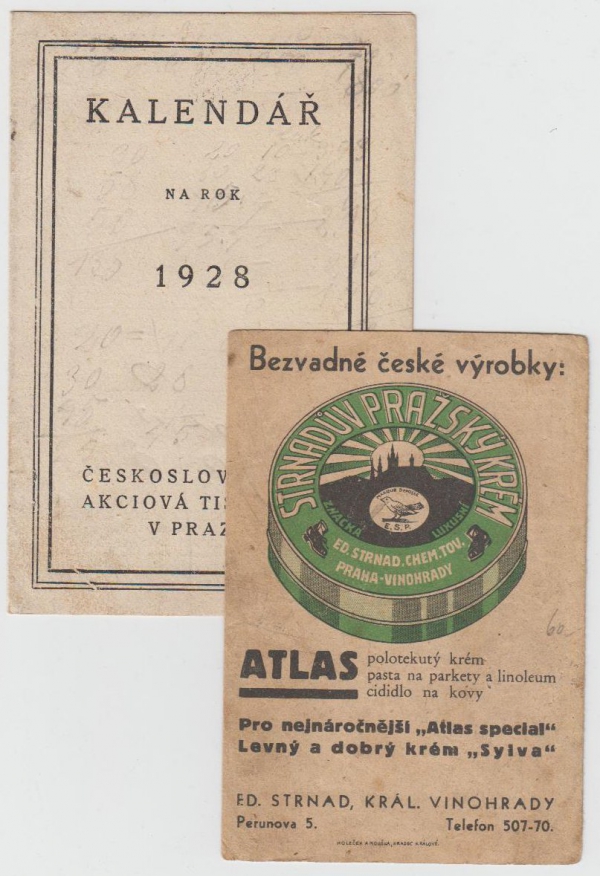 KALENDÁŘ
NA ROK
1928
ČESKOSLOV
AKCIOVÁ TIS
V PRAZ
Bezvadné české výrobky:
STRNADŮV PRAŽSKÝ KRÉM
ZNAČKA LUXUSNÍ
E.S.P.
ED. STRNAD. CHEM. TOV.
PRAHA-VINOHRADY
60
ATLAS
polotekutý krém
pasta na parkety a linoleum
cididlo na kovy
Pro nejnáročnější „Atlas special“
Levný a dobrý krém „Sylva“
ED. STRNAD, KRÁL. VINOHRADY
Perunova 5. Telefon 507-70.